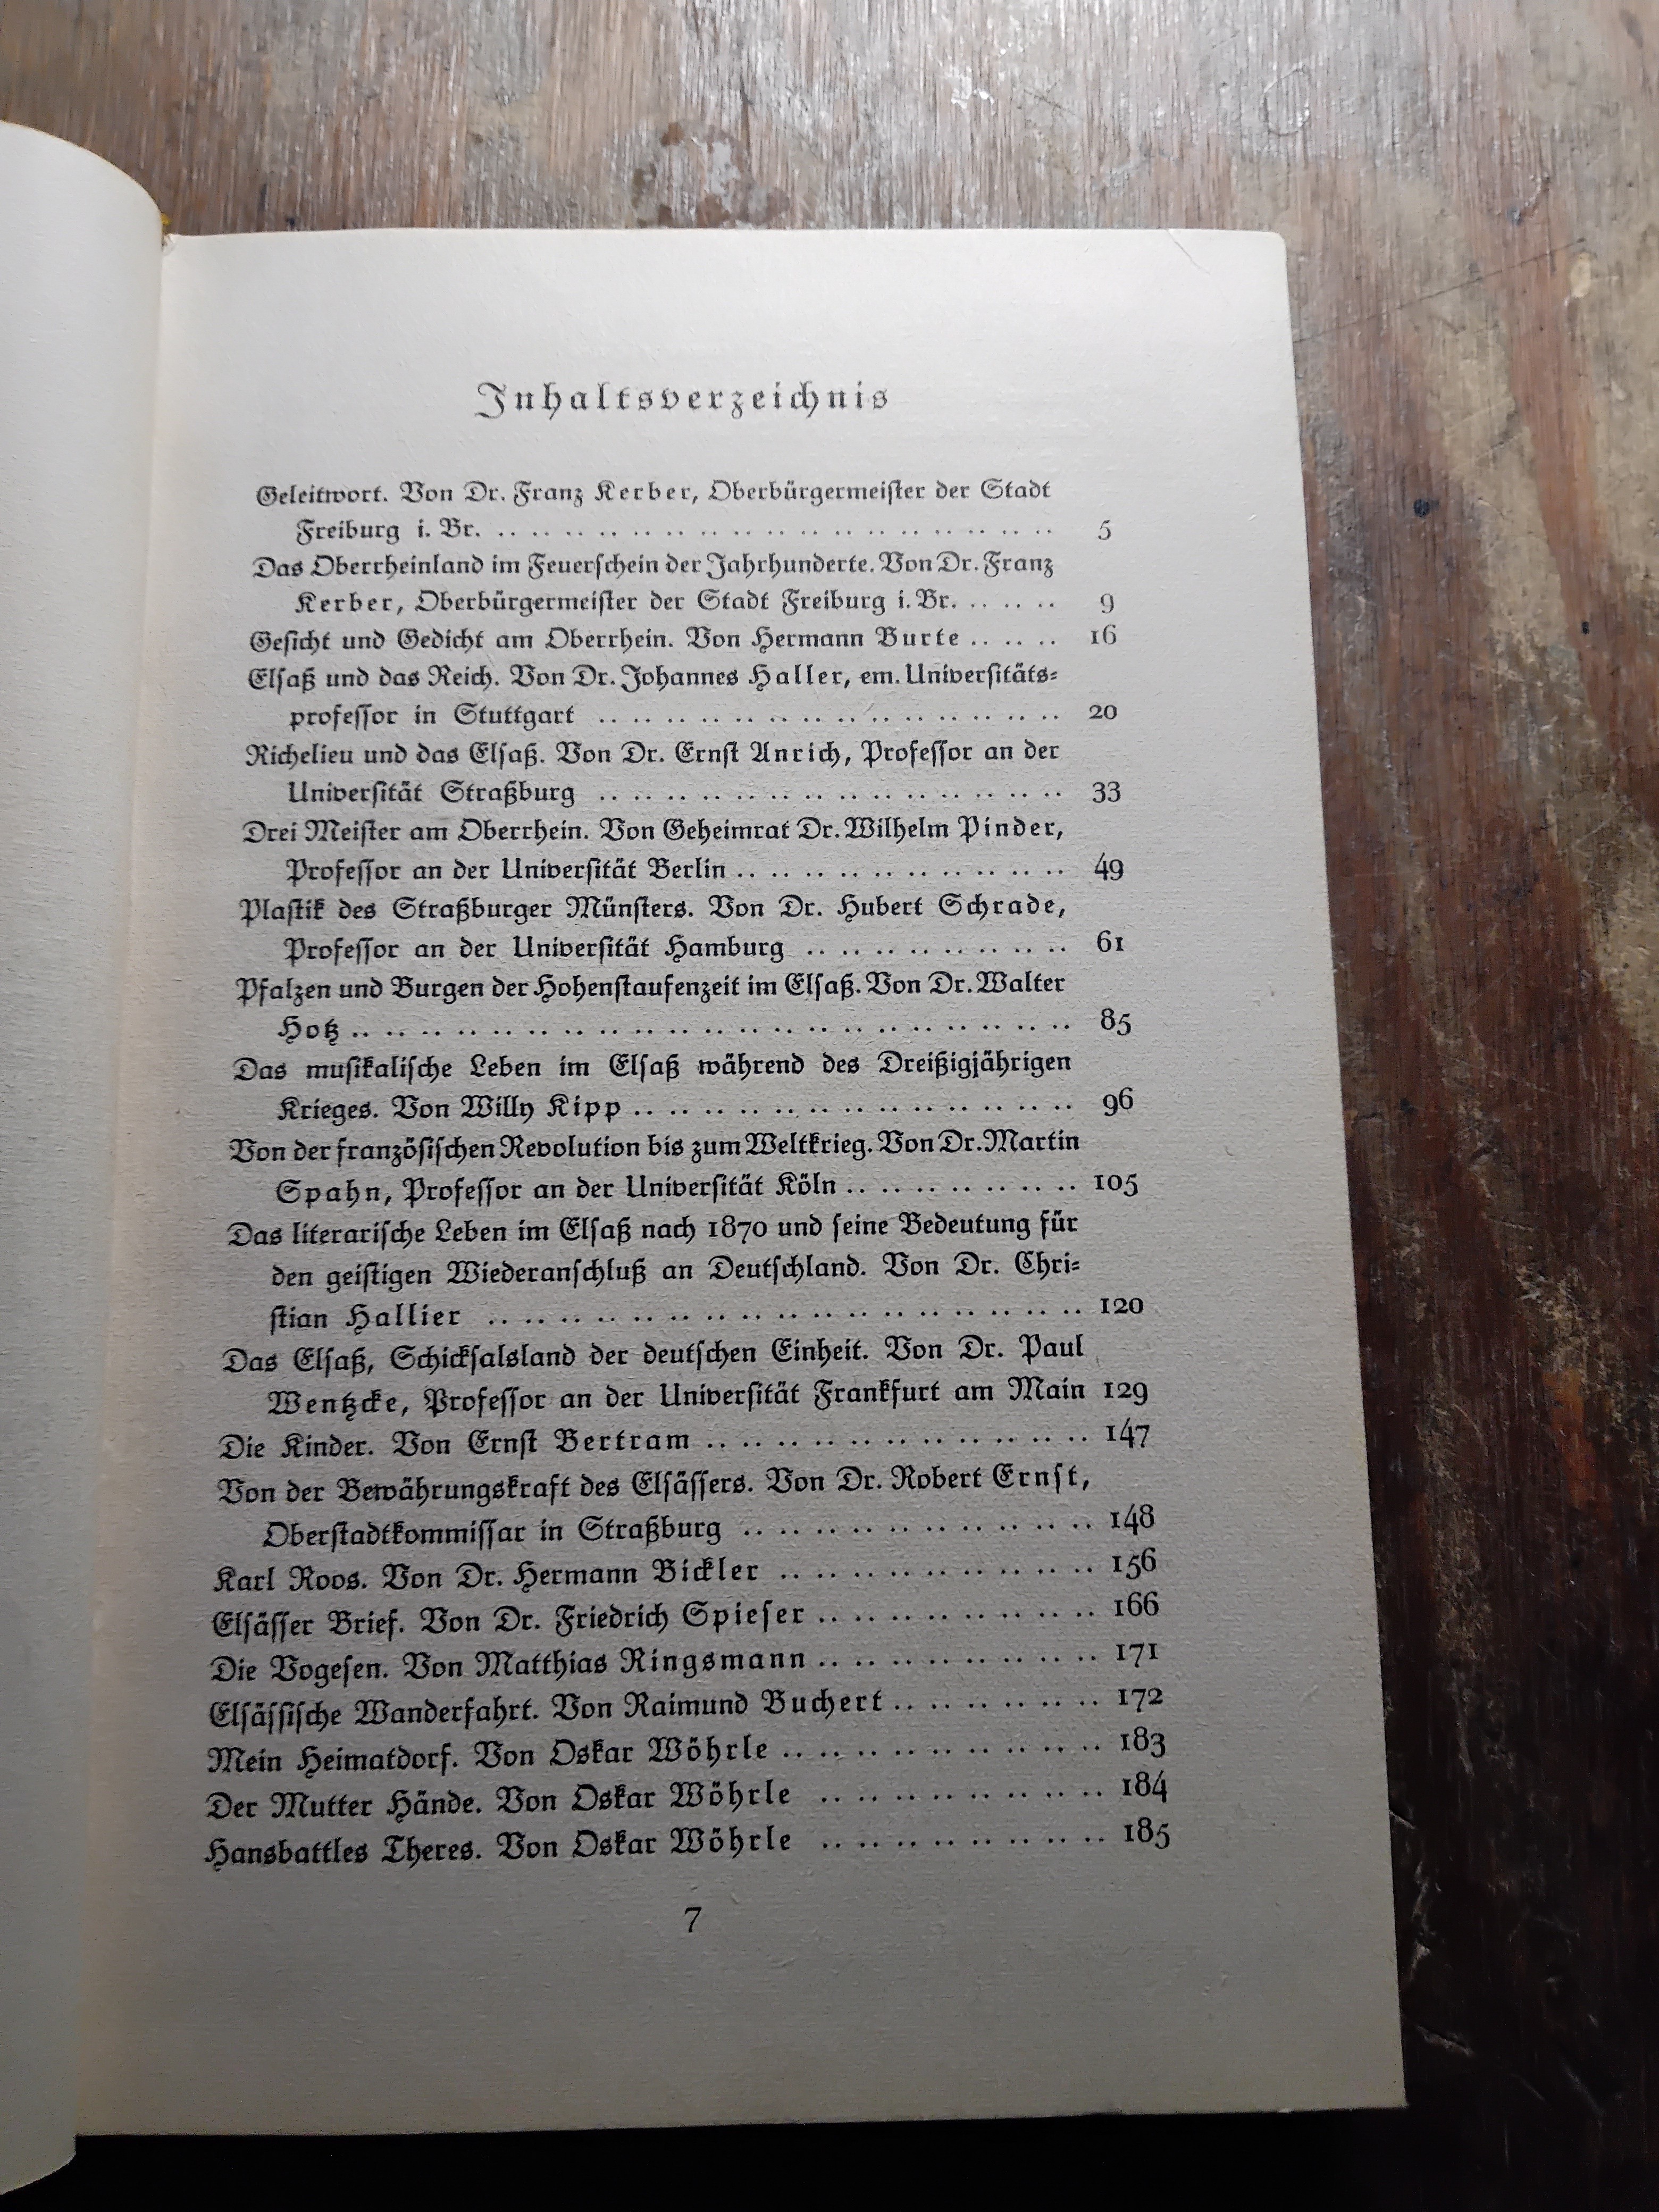 Inhaltsverzeichnis
Geleitwort. Von Dr. Franz Kerber, Oberbürgermeiſter der Stadt
Freiburg i. Br. .. .. .. .. .. .. .. .. .. .. .. .. .. .. .. .. .. 5
Das Oberrheinland im Feuerſchein der Jahrhunderte. Von Dr. Franz
Kerber, Oberbürgermeiſter der Stadt Freiburg i. Br. .. .. .. 9
Geſicht und Gedicht am Oberrhein. Von Hermann Burte .. .. .. 16
Elſaß und das Reich. Von Dr. Johannes Haller, em. Univerſitäts=
profeſſor in Stuttgart .. .. .. .. .. .. .. .. .. .. .. .. .. .. 20
Richelieu und das Elſaß. Von Dr. Ernſt Anrich, Profeſſor an der
Univerſität Straßburg .. .. .. .. .. .. .. .. .. .. .. .. .. .. 33
Drei Meiſter am Oberrhein. Von Geheimrat Dr. Wilhelm Pinder,
Profeſſor an der Univerſität Berlin .. .. .. .. .. .. .. .. .. .. 49
Plaſtik des Straßburger Münſters. Von Dr. Hubert Schrade,
Profeſſor an der Univerſität Hamburg .. .. .. .. .. .. .. .. 61
Pfalzen und Burgen der Hohenſtaufenzeit im Elſaß. Von Dr. Walter
Hotz .. .. .. .. .. .. .. .. .. .. .. .. .. .. .. .. .. .. .. .. .. 85
Das muſikaliſche Leben im Elſaß während des Dreißigjährigen
Krieges. Von Willy Kipp .. .. .. .. .. .. .. .. .. .. .. .. .. 96
Von der franzöſiſchen Revolution bis zum Weltkrieg. Von Dr. Martin
Spahn, Profeſſor an der Univerſität Köln .. .. .. .. .. .. .. 105
Das literariſche Leben im Elſaß nach 1870 und ſeine Bedeutung für
den geiſtigen Wiederanſchluß an Deutſchland. Von Dr. Chri=
ſtian Hallier .. .. .. .. .. .. .. .. .. .. .. .. .. .. .. .. .. 120
Das Elſaß, Schickſalsland der deutſchen Einheit. Von Dr. Paul
Wentzcke, Profeſſor an der Univerſität Frankfurt am Main 129
Die Kinder. Von Ernſt Bertram .. .. .. .. .. .. .. .. .. .. .. 147
Von der Bewährungskraft des Elſäſſers. Von Dr. Robert Ernſt,
Oberſtadtkommiſſar in Straßburg .. .. .. .. .. .. .. .. .. .. 148
Karl Roos. Von Dr. Hermann Bickler .. .. .. .. .. .. .. .. .. 156
Elſäſſer Brief. Von Dr. Friedrich Spieſer .. .. .. .. .. .. .. .. 166
Die Vogeſen. Von Matthias Ringsmann .. .. .. .. .. .. .. .. 171
Elſäſſiſche Wanderfahrt. Von Raimund Buchert .. .. .. .. .. .. 172
Mein Heimatdorf. Von Oskar Wöhrle .. .. .. .. .. .. .. .. .. 183
Der Mutter Hände. Von Oskar Wöhrle .. .. .. .. .. .. .. .. 184
Hansbattles Theres. Von Oskar Wöhrle .. .. .. .. .. .. .. .. 185
7